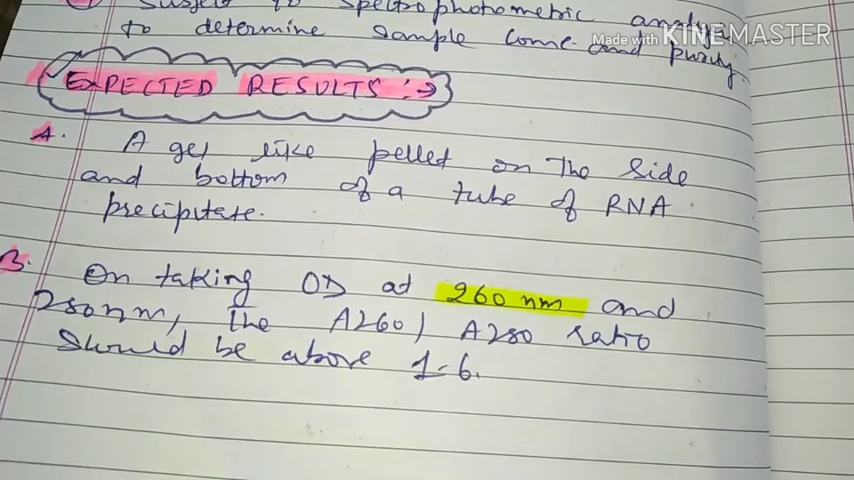 Subject to spectrophotometric analysis
to determine sample conc. and purity.
Made with KINEMASTER
EXPECTED RESULTS :→
A. A gel like pelled on The side
and bottom of a tube of RNA
precipitate.
B. On taking OD at 260 nm and
280nm, the A260/ A280 ratio
should be above 1.6.